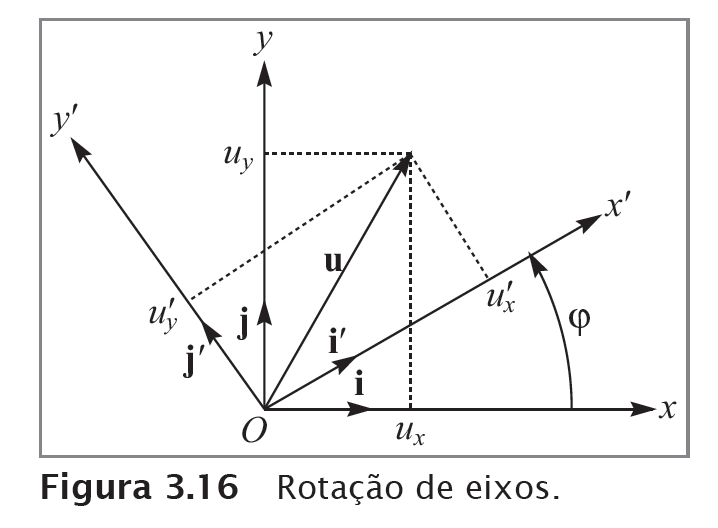 y
y′
u_y
x′
u
u′_x
u′_y
j
φ
j′
i′
i
O
u_x
x
Figura 3.16 Rotação de eixos.